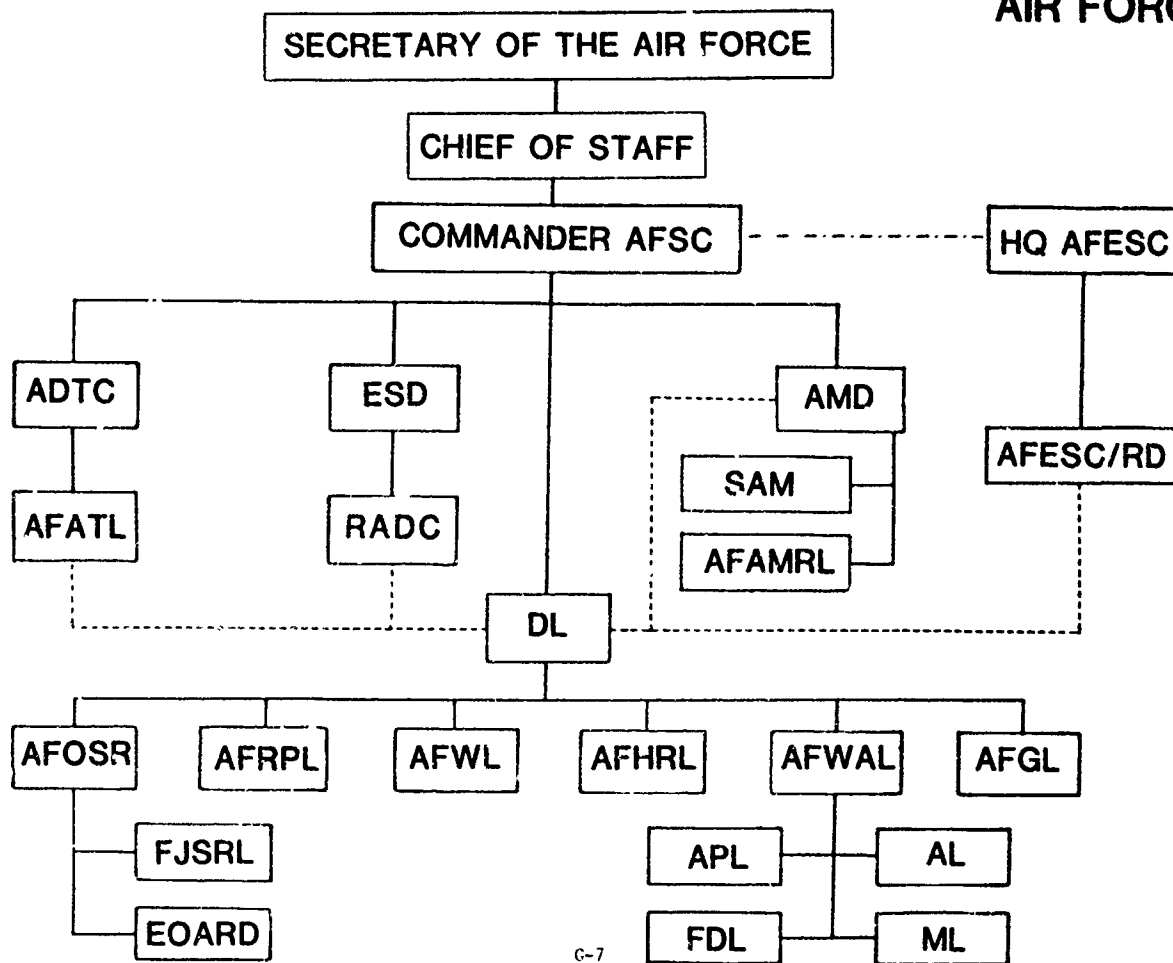 AIR FORC
SECRETARY OF THE AIR FORCE
CHIEF OF STAFF
COMMANDER AFSC
HQ AFESC
ADTC
ESD
AMD
AFESC/RD
SAM
AFATL
RADC
AFAMRL
DL
AFOSR
AFRPL
AFWL
AFHRL
AFWAL
AFGL
FJSRL
APL
AL
EOARD
FDL
ML
G-7